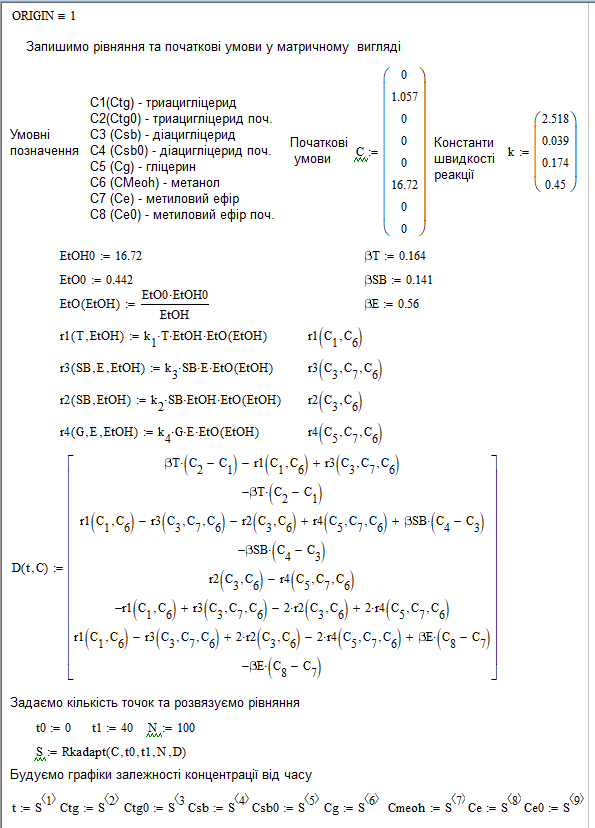 ORIGIN ≡ 1
Запишимо рівняння та початкові умови у матричному вигляді
Умовні позначення
C1(Ctg) - триацигліцерид
C2(Ctg0) - триацигліцерид поч.
C3 (Csb) - діацигліцерид
C4 (Csb0) - діацигліцерид поч.
C5 (Cg) - гліцерин
C6 (CMeoh) - метанол
C7 (Ce) - метиловий ефір
C8 (Ce0) - метиловий ефір поч.
Початкові умови
C :=
0
1.057
0
0
0
16.72
0
0
Константи швидкості реакції
k :=
2.518
0.039
0.174
0.45
EtOH0 := 16.72 βT := 0.164
EtO0 := 0.442 βSB := 0.141
EtO(EtOH) := EtO0·EtOH0 / EtOH βE := 0.56
r1(T,EtOH) := k₁·T·EtOH·EtO(EtOH) r1(C₁,C₆)
r3(SB,E,EtOH) := k₃·SB·E·EtO(EtOH) r3(C₃,C₇,C₆)
r2(SB,EtOH) := k₂·SB·EtOH·EtO(EtOH) r2(C₃,C₆)
r4(G,E,EtOH) := k₄·G·E·EtO(EtOH) r4(C₅,C₇,C₆)
D(t,C) :=
βT·(C₂ − C₁) − r1(C₁,C₆) + r3(C₃,C₇,C₆)
−βT·(C₂ − C₁)
r1(C₁,C₆) − r3(C₃,C₇,C₆) − r2(C₃,C₆) + r4(C₅,C₇,C₆) + βSB·(C₄ − C₃)
−βSB·(C₄ − C₃)
r2(C₃,C₆) − r4(C₅,C₇,C₆)
−r1(C₁,C₆) + r3(C₃,C₇,C₆) − 2·r2(C₃,C₆) + 2·r4(C₅,C₇,C₆)
r1(C₁,C₆) − r3(C₃,C₇,C₆) + 2·r2(C₃,C₆) − 2·r4(C₅,C₇,C₆) + βE·(C₈ − C₇)
−βE·(C₈ − C₇)
Задаємо кількість точок та розвязуємо рівняння
t0 := 0 t1 := 40 N := 100
S := Rkadapt(C,t0,t1,N,D)
Будуємо графіки залежності концентрації від часу
t := S⟨1⟩ Ctg := S⟨2⟩ Ctg0 := S⟨3 Csb := S⟨4⟩ Csb0 := S⟨5⟩ Cg := S⟨6⟩ Cmeoh := S⟨7⟩ Ce := S⟨8⟩ Ce0 := S⟨9⟩